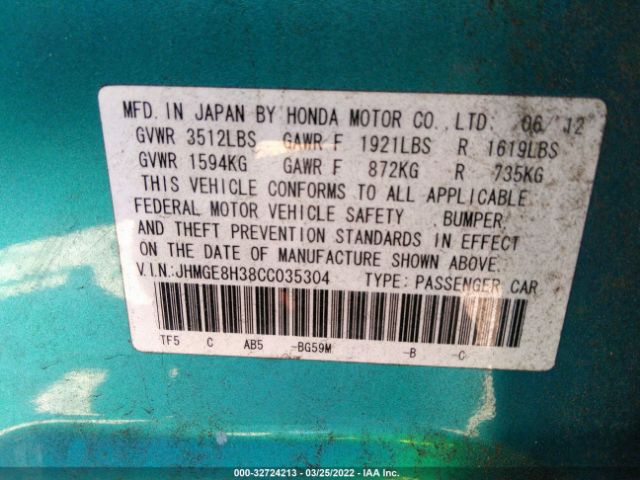 MFD. IN JAPAN BY HONDA MOTOR CO., LTD. 06/12
GVWR 3512LBS GAWR F 1921LBS R 1619LBS
GVWR 1594KG GAWR F 872KG R 735KG
THIS VEHICLE CONFORMS TO ALL APPLICABLE
FEDERAL MOTOR VEHICLE SAFETY , BUMPER,
AND THEFT PREVENTION STANDARDS IN EFFECT
ON THE DATE OF MANUFACTURE SHOWN ABOVE.
V.I.N.:JHMGE8H38CC035304 TYPE: PASSENGER CAR
TF5 C AB5 -BG59M -B -C
000-32724213 - 03/25/2022 - IAA Inc.